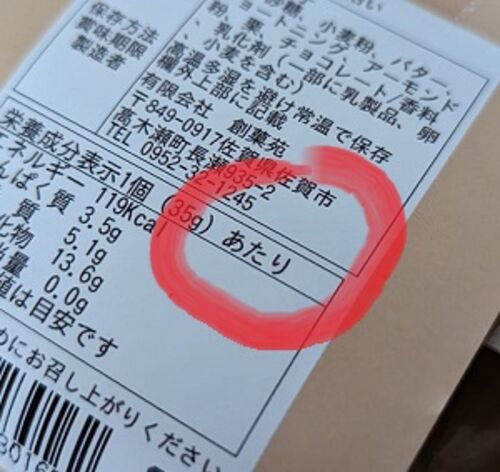 小麦粉、バター、
ヨートニング、アーモンド
粉、栗、チョコレート/香料
乳化剤(一部に乳製品、卵
小麦を含む)
保存方法 高温多湿を避け常温で保存
賞味期限 欄外上部に記載
製造者 有限会社 創菓苑
〒849-0917佐賀県佐賀市
高木瀬町長瀬935-2
TEL 0952-32-1245
栄養成分表示1個(35g)あたり
ネルギー 119Kcal
んぱく質 3.5g
質 5.1g
化物 13.6g
当量 0.0g
値は目安です
めにお召し上がりください